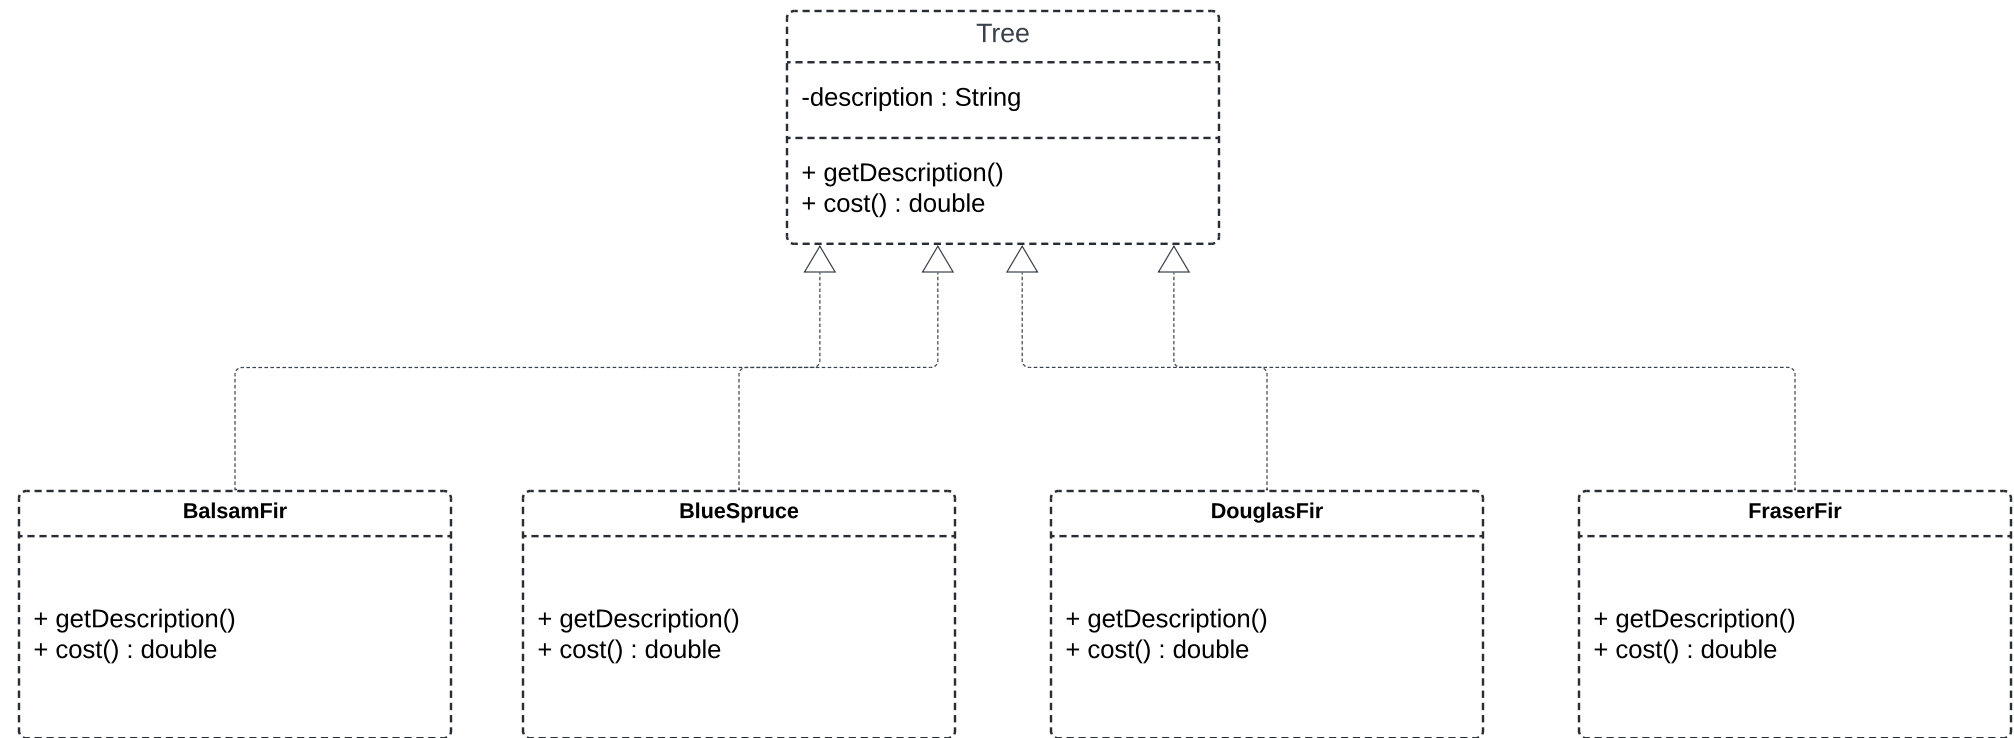 Tree
-description : String
+ getDescription()
+ cost() : double
BalsamFir
+ getDescription()
+ cost() : double
BlueSpruce
+ getDescription()
+ cost() : double
DouglasFir
+ getDescription()
+ cost() : double
FraserFir
+ getDescription()
+ cost() : double